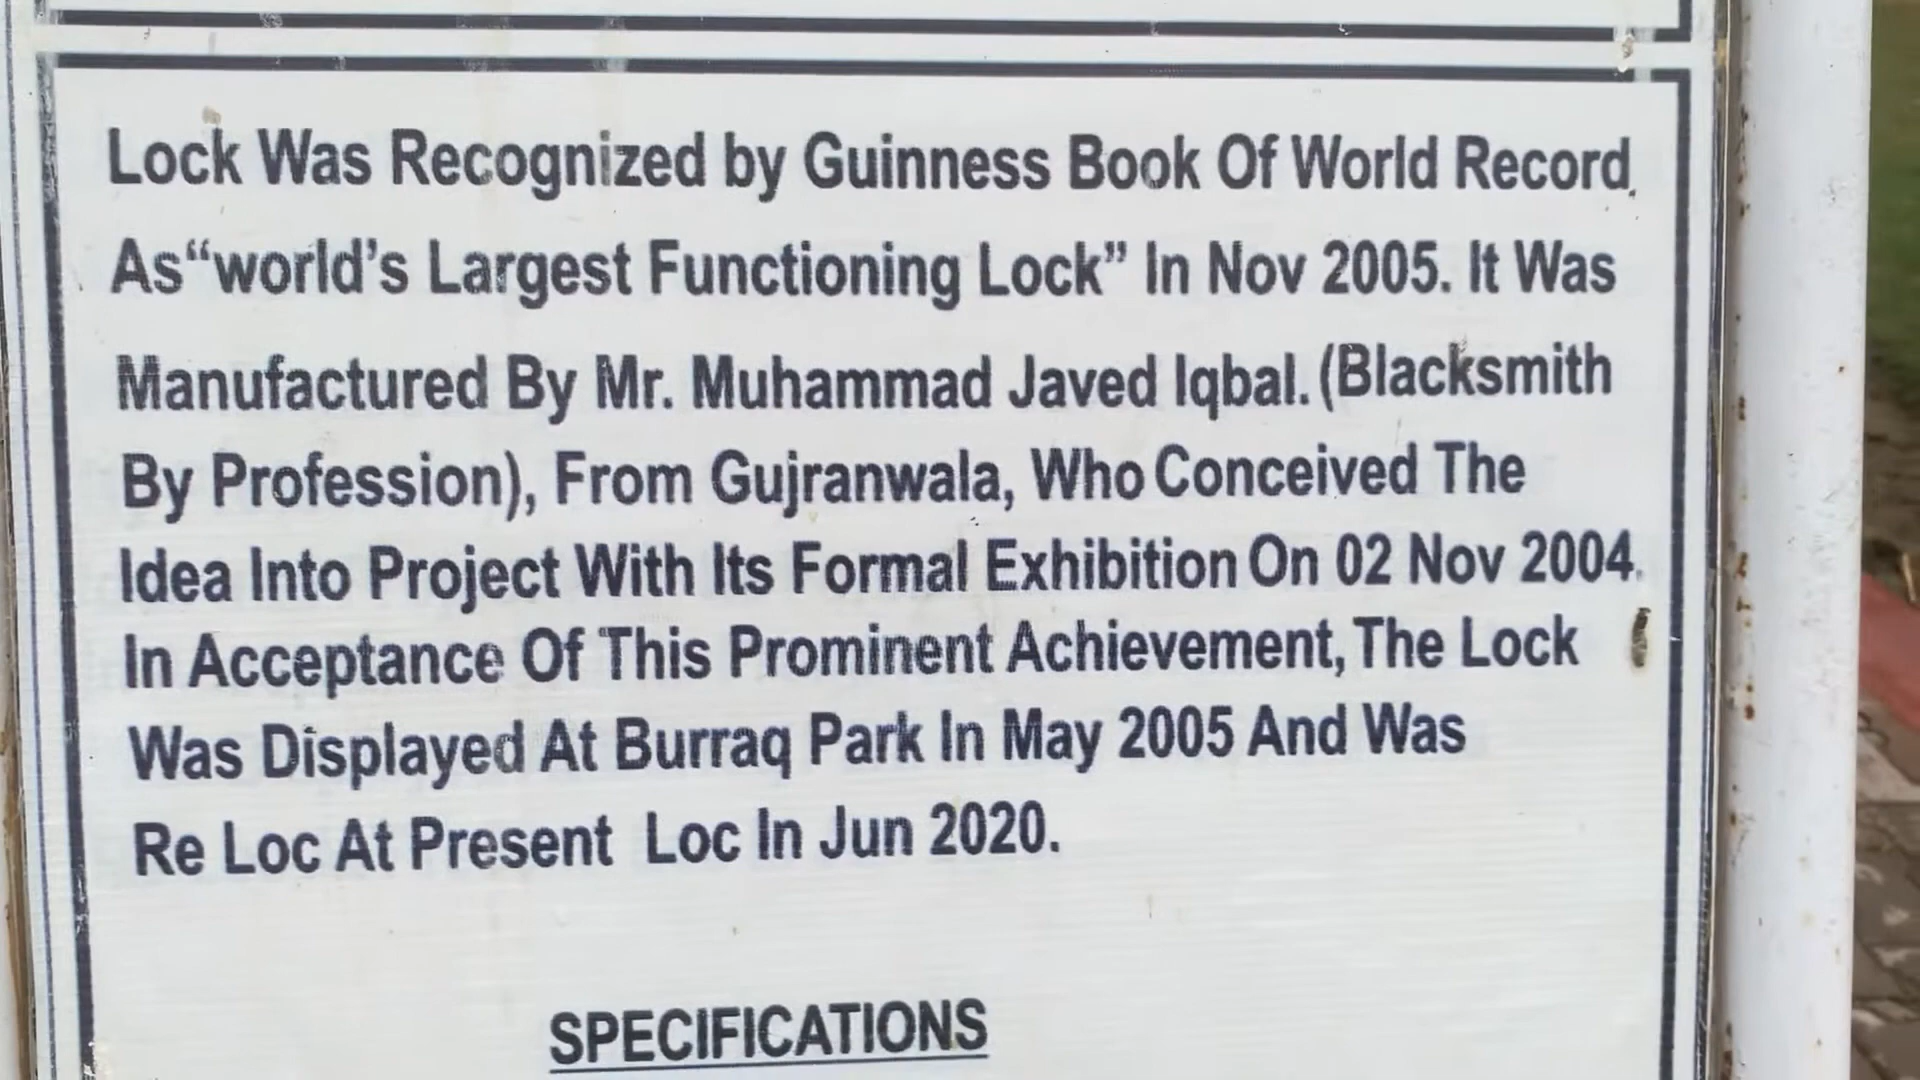 Lock Was Recognized by Guinness Book Of World Record,
As“world’s Largest Functioning Lock” In Nov 2005. It Was
Manufactured By Mr. Muhammad Javed Iqbal. (Blacksmith
By Profession), From Gujranwala, Who Conceived The
Idea Into Project With Its Formal Exhibition On 02 Nov 2004.
In Acceptance Of This Prominent Achievement, The Lock
Was Displayed At Burraq Park In May 2005 And Was
Re Loc At Present Loc In Jun 2020.
SPECIFICATIONS